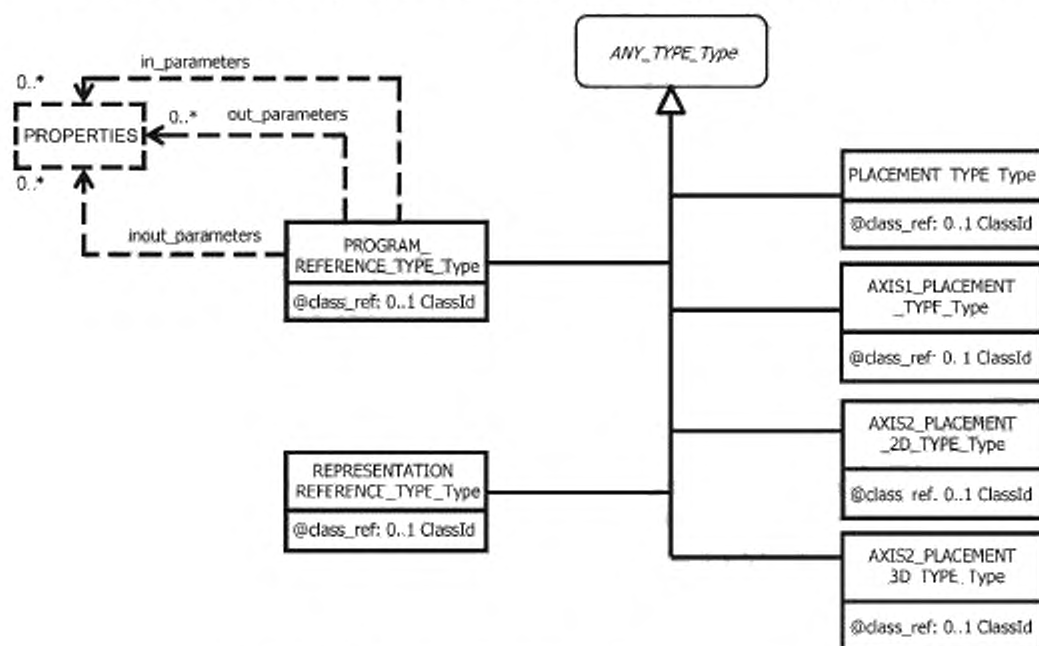 ANY_TYPE_Type
in_parameters
0..*
0..* out_parameters
PROPERTIES
0..*
inout_parameters
PROGRAM_
REFERENCE_TYPE_Type
@class_ref: 0..1 ClassId
REPRESENTATION
REFERENCE_TYPE_Type
@class_ref: 0..1 ClassId
PLACEMENT TYPE Type
@class_ref: 0..1 ClassId
AXIS1_PLACEMENT
_TYPE_Type
@class_ref: 0..1 ClassId
AXIS2_PLACEMENT
_2D_TYPE_Type
@class ref. 0..1 ClassId
AXIS2_PLACEMENT
3D TYPE Type
@class_ref: 0..1 ClassId